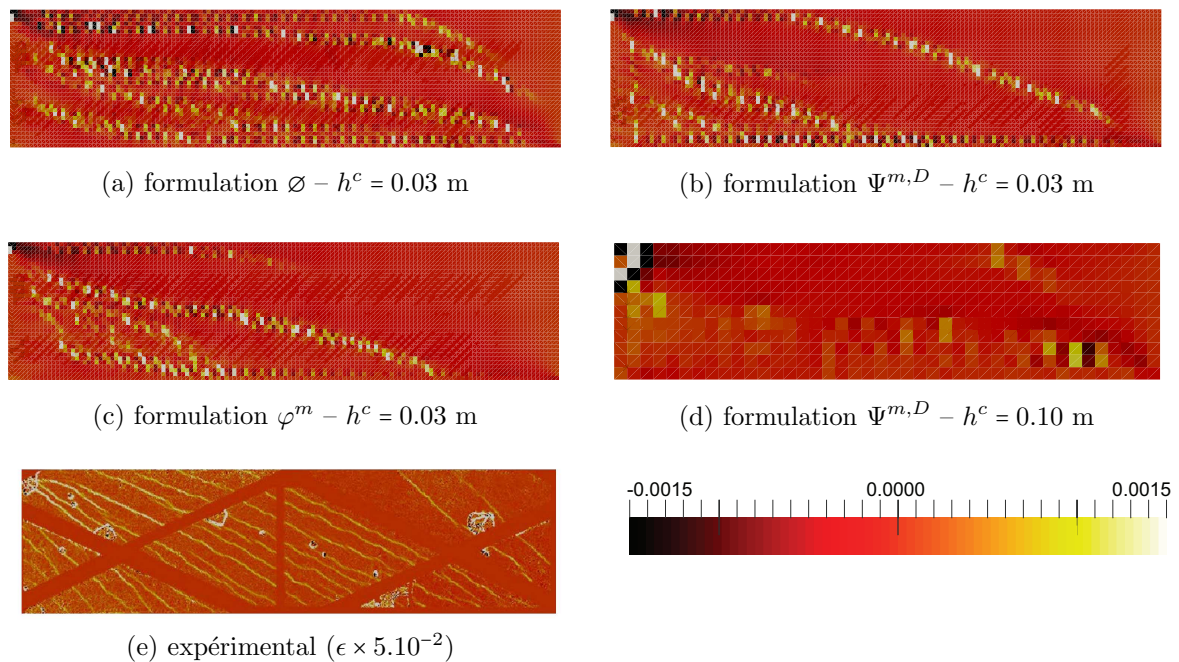 (a) formulation ∅ – h^c = 0.03 m
(b) formulation Ψ^{m,D} – h^c = 0.03 m
(c) formulation φ^m – h^c = 0.03 m
(d) formulation Ψ^{m,D} – h^c = 0.10 m
-0.0015 0.0000 0.0015
(e) expérimental (ϵ × 5.10^{−2})